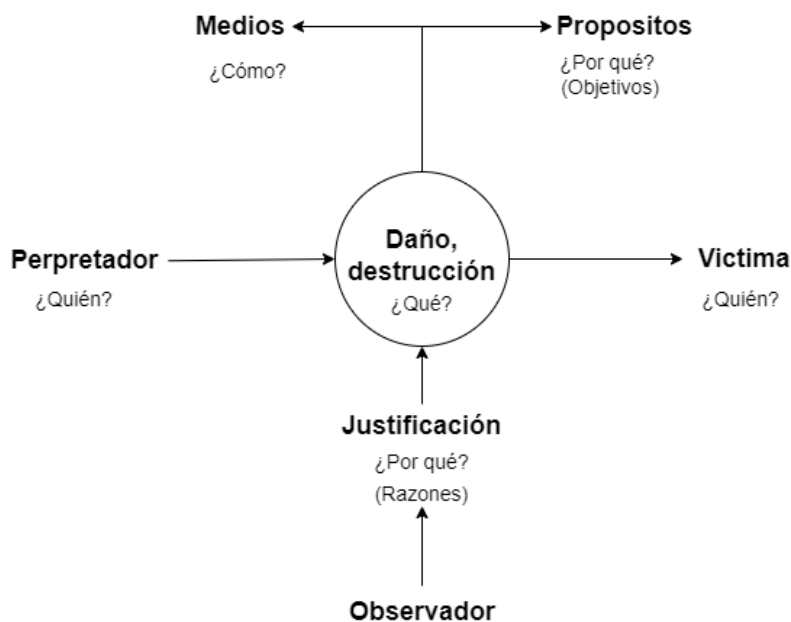 Medios
Propositos
¿Cómo?
¿Por qué?
(Objetivos)
Daño,
destrucción
¿Qué?
Perpretador
¿Quién?
Victima
¿Quién?
Justificación
¿Por qué?
(Razones)
Observador